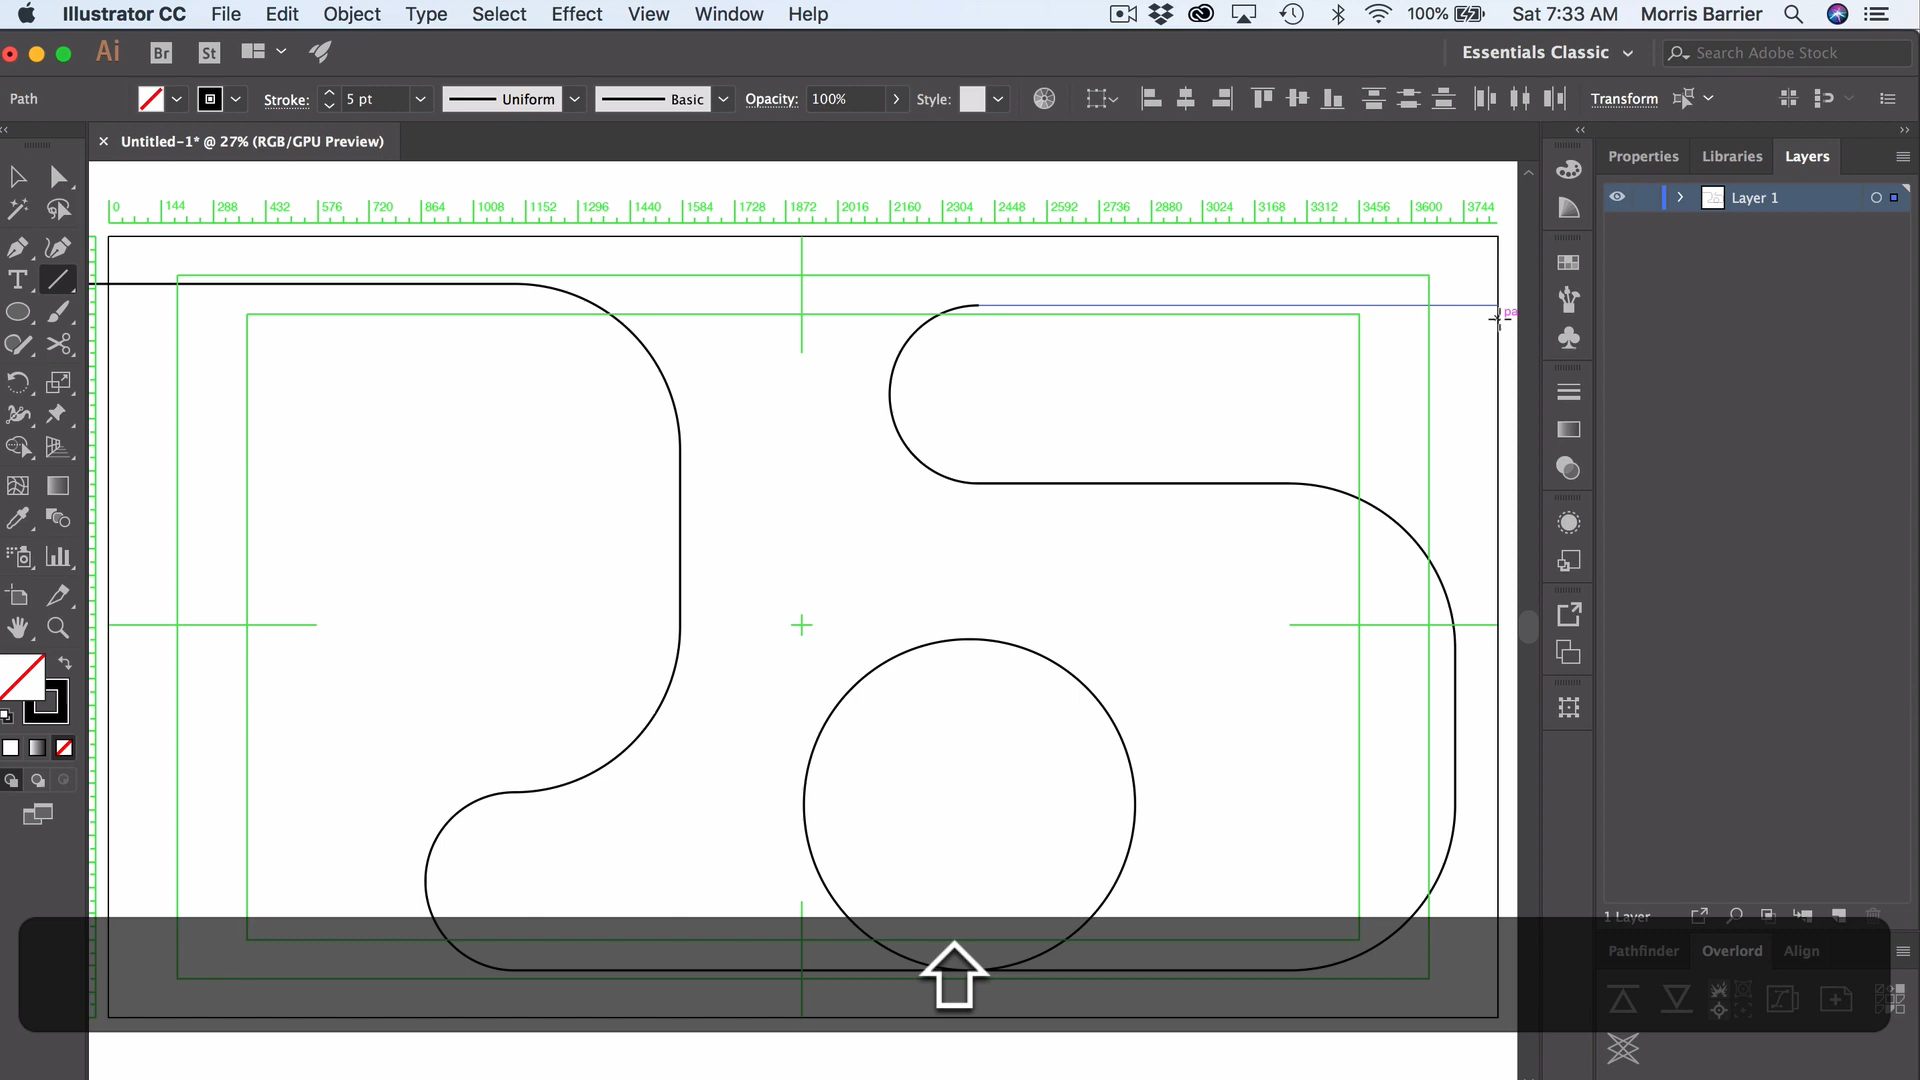 Illustrator CC File Edit Object Type Select Effect View Window Help 100% Sat 7:33 AM Morris Barrier
Ai Br St Essentials Classic Search Adobe Stock
Path Stroke: 5 pt Uniform Basic Opacity: 100% Style: Transform
× Untitled-1* @ 27% (RGB/GPU Preview)
Properties Libraries Layers
Layer 1
0 144 288 432 576 720 864 1008 1152 1296 1440 1584 1728 1872 2016 2160 2304 2448 2592 2736 2880 3024 3168 3312 3456 3600 3744
T
pa
1 Layer
Pathfinder Overlord Align